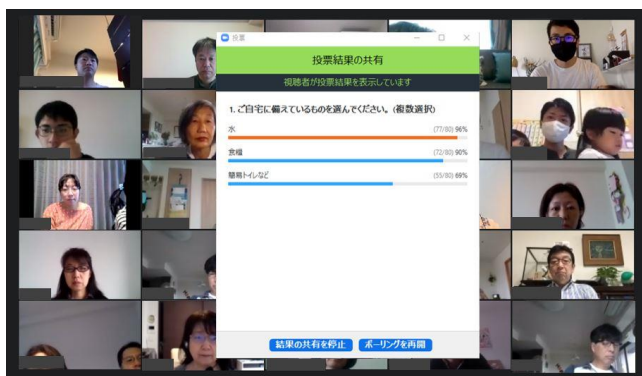 投票
投票結果の共有
視聴者が投票結果を表示しています
1. ご自宅に備えているものを選んでください。(複数選択)
水 (77/80) 96%
食糧 (72/80) 90%
簡易トイレなど (55/80) 69%
結果の共有を停止 ポーリングを再開